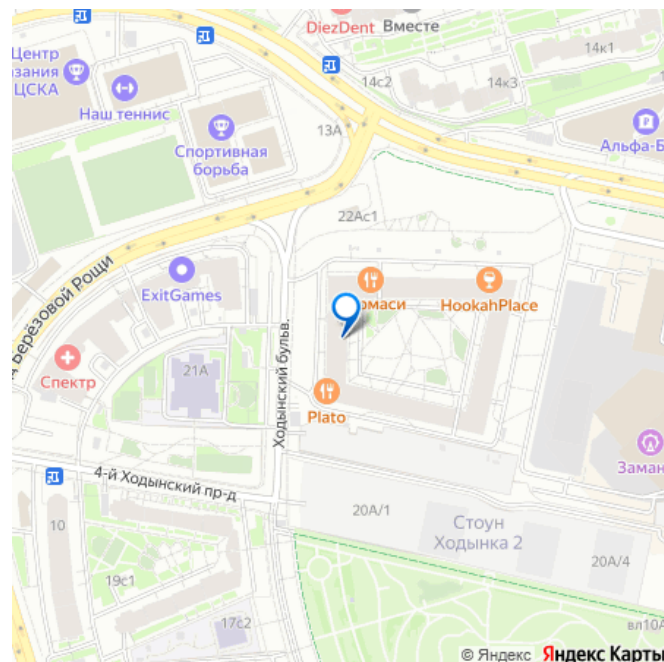 DiezDent
Вместе
Центр
ЦСКА
Наш теннис
14с2
14к3
14к1
13А
Спортивная
борьба
Альфа-Б
22Ас1
Берёзовой Рощи
ExitGames
HookahPlace
Спектр
21А
Ходынский бульв.
Plato
4-й Ходынский пр-д
10
20А/1
Стоун
Ходынка 2
20А/4
19с1
17с2
вл10А
© Яндекс Яндекс Карты